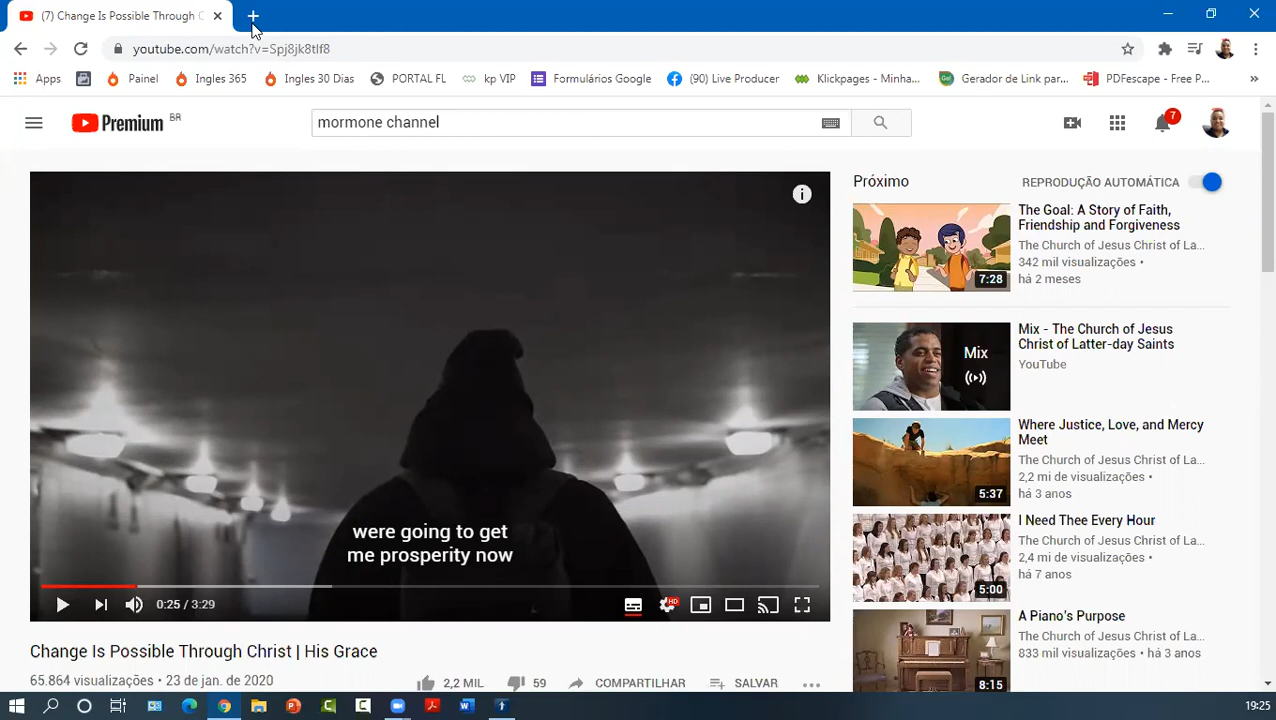 (7) Change Is Possible Through C
youtube.com/watch?v=Spj8jk8tIf8
Apps
Painel
Ingles 365
Ingles 30 Dias
PORTAL FL
kp VIP
Formulários Google
(90) Live Producer
Klickpages - Minha...
Gerador de Link par...
PDFescape - Free P...
»
Premium BR
mormone channel
7
were going to get
me prosperity now
0:25 / 3:29
HD
Change Is Possible Through Christ | His Grace
65.864 visualizações • 23 de jan. de 2020
2,2 MIL
59
COMPARTILHAR
SALVAR
Próximo
REPRODUÇÃO AUTOMÁTICA
The Goal: A Story of Faith,
Friendship and Forgiveness
The Church of Jesus Christ of La...
342 mil visualizações •
há 2 meses
7:28
Mix - The Church of Jesus
Christ of Latter-day Saints
YouTube
Mix
Where Justice, Love, and Mercy
Meet
The Church of Jesus Christ of La...
2,2 mi de visualizações •
há 3 anos
5:37
I Need Thee Every Hour
The Church of Jesus Christ of La...
2,4 mi de visualizações •
há 7 anos
5:00
A Piano's Purpose
The Church of Jesus Christ of La...
833 mil visualizações • há 3 anos
8:15
19:25